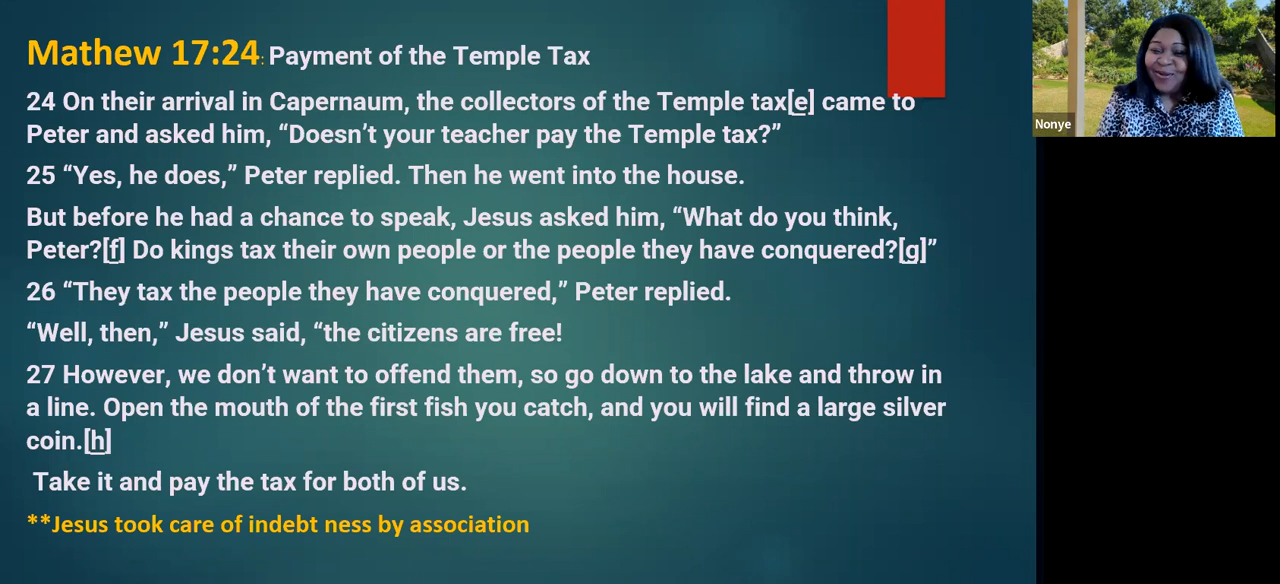 Mathew 17:24: Payment of the Temple Tax
24 On their arrival in Capernaum, the collectors of the Temple tax[e] came to
Peter and asked him, “Doesn’t your teacher pay the Temple tax?”
25 “Yes, he does,” Peter replied. Then he went into the house.
But before he had a chance to speak, Jesus asked him, “What do you think,
Peter?[f] Do kings tax their own people or the people they have conquered?[g]”
26 “They tax the people they have conquered,” Peter replied.
“Well, then,” Jesus said, “the citizens are free!
27 However, we don’t want to offend them, so go down to the lake and throw in
a line. Open the mouth of the first fish you catch, and you will find a large silver
coin.[h]
Take it and pay the tax for both of us.
**Jesus took care of indebt ness by association
Nonye